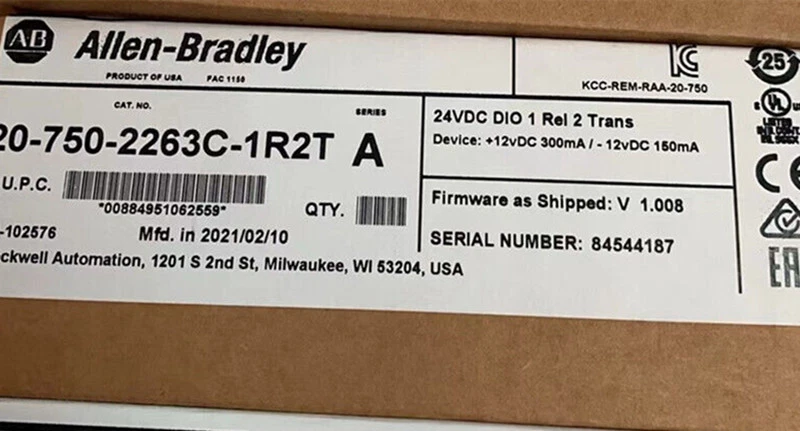 AB Allen-Bradley
PRODUCT OF USA FAC 1150
KCC-REM-RAA-20-750
25
CAT. NO.
SERIES
20-750-2263C-1R2T A
24VDC DIO 1 Rel 2 Trans
Device: +12vDC 300mA / - 12vDC 150mA
U.P.C.
*00884951062559*
QTY.
Firmware as Shipped: V 1.008
-102576
Mfd. in 2021/02/10
SERIAL NUMBER: 84544187
ckwell Automation, 1201 S 2nd St, Milwaukee, WI 53204, USA
UL
LISTED
CE
EA